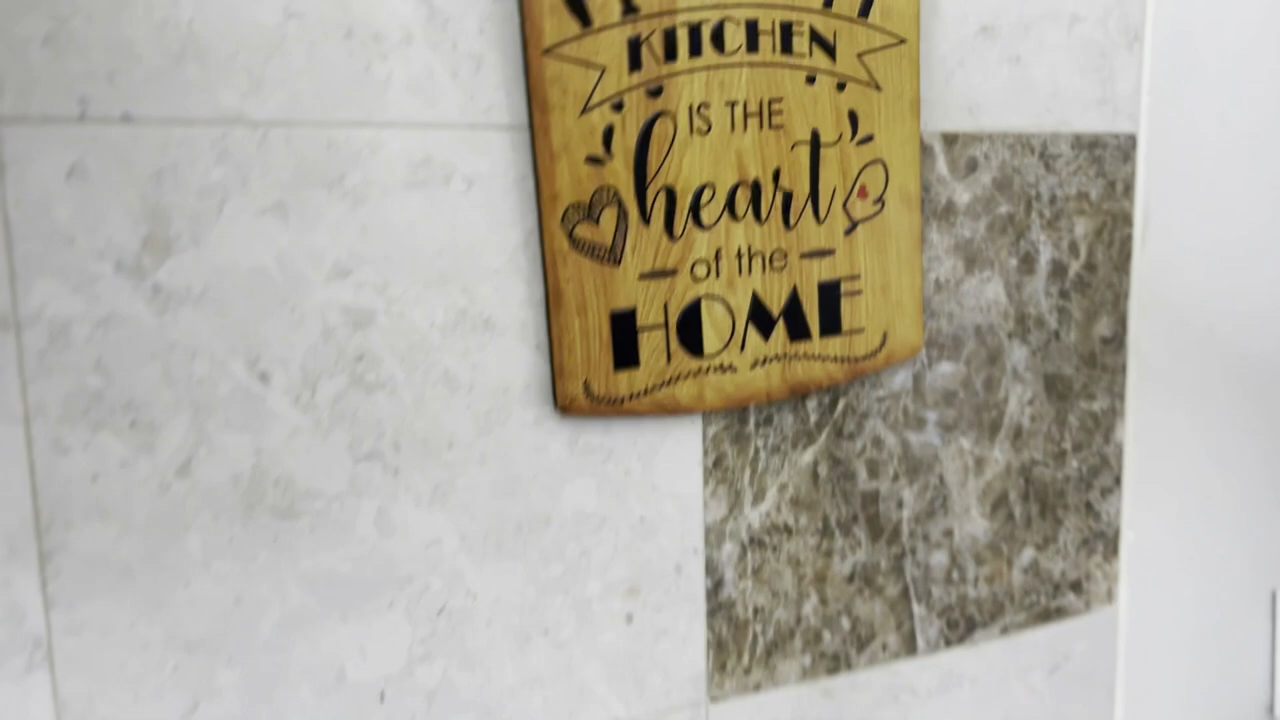 KITCHEN
IS THE
heart
of the
HOME